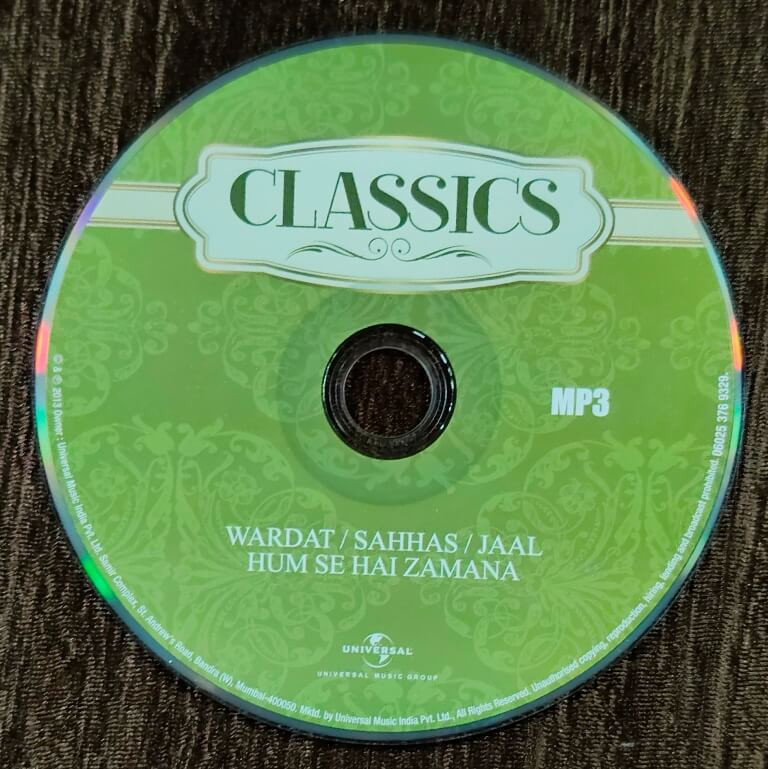 CLASSICS
MP3
WARDAT / SAHHAS / JAAL
HUM SE HAI ZAMANA
UNIVERSAL
UNIVERSAL MUSIC GROUP
℗ & © 2013 Owner : Universal Music India Pvt. Ltd. Samir Complex, St. Andrew's Road, Bandra (W), Mumbai-400050. Mktd. by Universal Music India Pvt. Ltd., All Rights Reserved. Unauthorised copying, reproduction, hiring, lending and broadcast prohibited. 06025 376 9329.